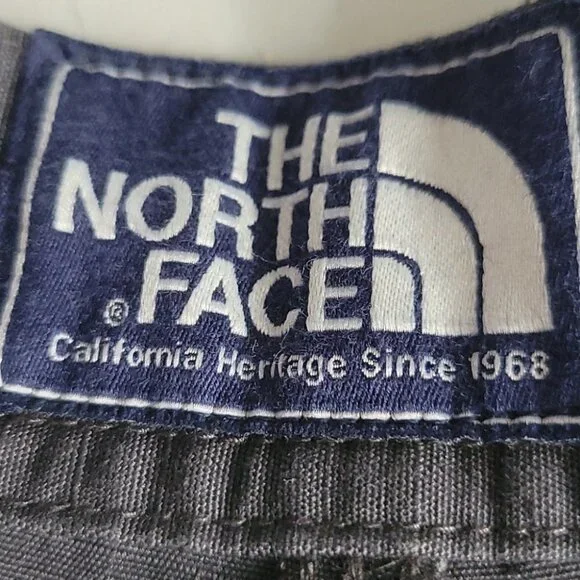 THE
NORTH
FACE
®
California Heritage Since 1968